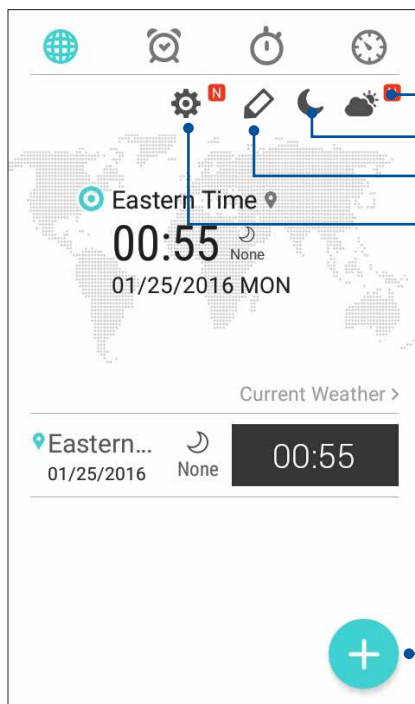 N
N
Eastern Time
00:55
None
01/25/2016 MON
Current Weather >
Eastern...
01/25/2016
None
00:55